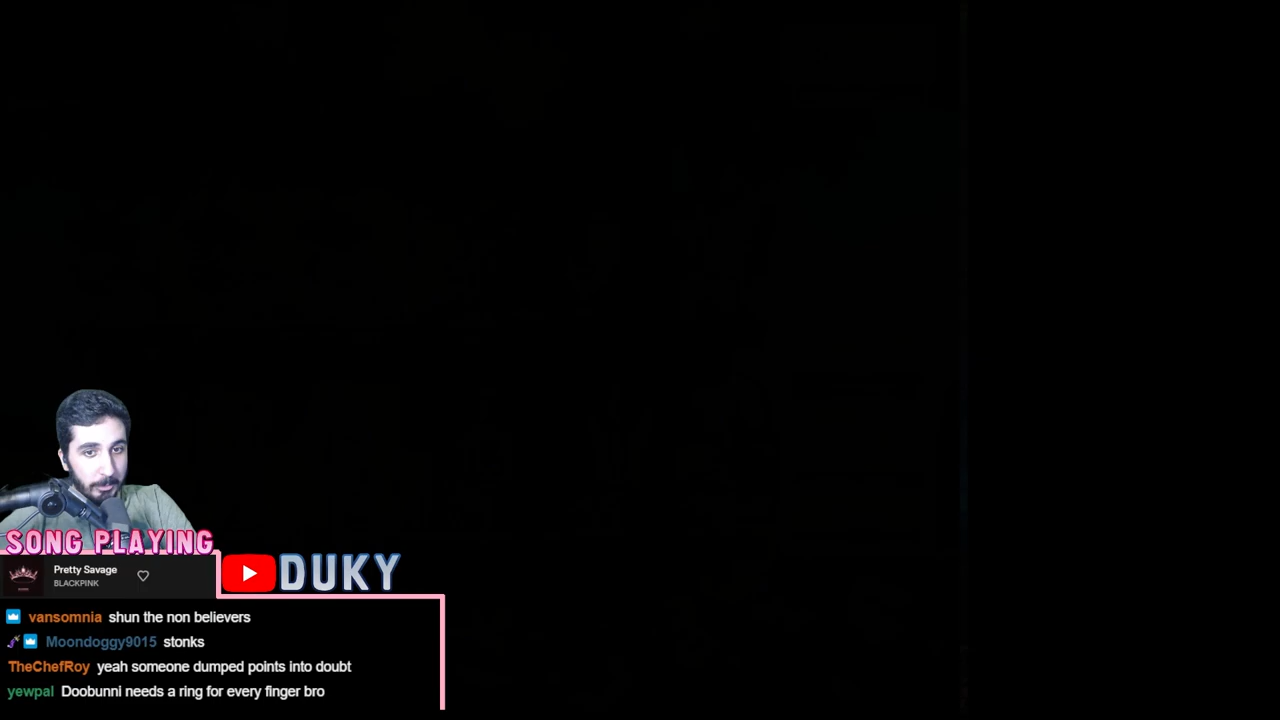 SONG PLAYING
Pretty Savage
BLACKPINK
DUKY
vansomnia shun the non believers
Moondoggy9015 stonks
TheChefRoy yeah someone dumped points into doubt
yewpal Doobunni needs a ring for every finger bro